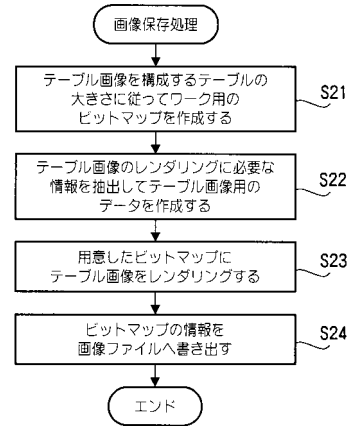 画像保存処理
テーブル画像を構成するテーブルの
大きさに従ってワーク用の
ビットマップを作成する
S21
テーブル画像のレンダリングに必要な
情報を抽出してテーブル画像用の
データを作成する
S22
用意したビットマップに
テーブル画像をレンダリングする
S23
ビットマップの情報を
画像ファイルへ書き出す
S24
エンド